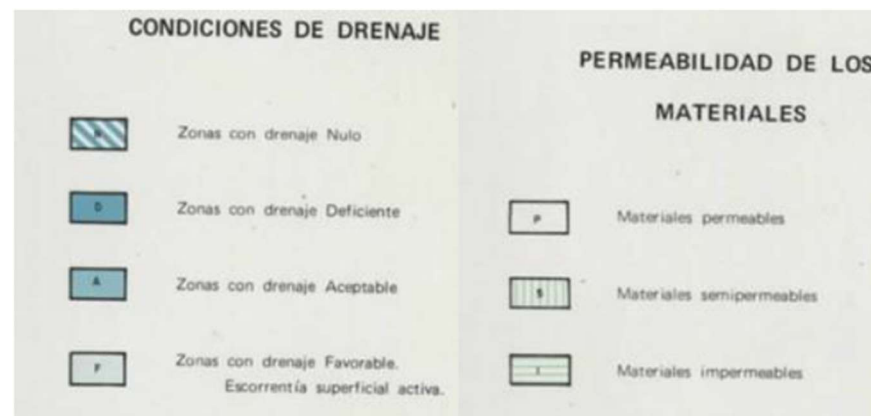 CONDICIONES DE DRENAJE
N
Zonas con drenaje Nulo
D
Zonas con drenaje Deficiente
A
Zonas con drenaje Aceptable
F
Zonas con drenaje Favorable.
Escorrentía superficial activa.
PERMEABILIDAD DE LOS
MATERIALES
P
Materiales permeables
S
Materiales semipermeables
I
Materiales impermeables